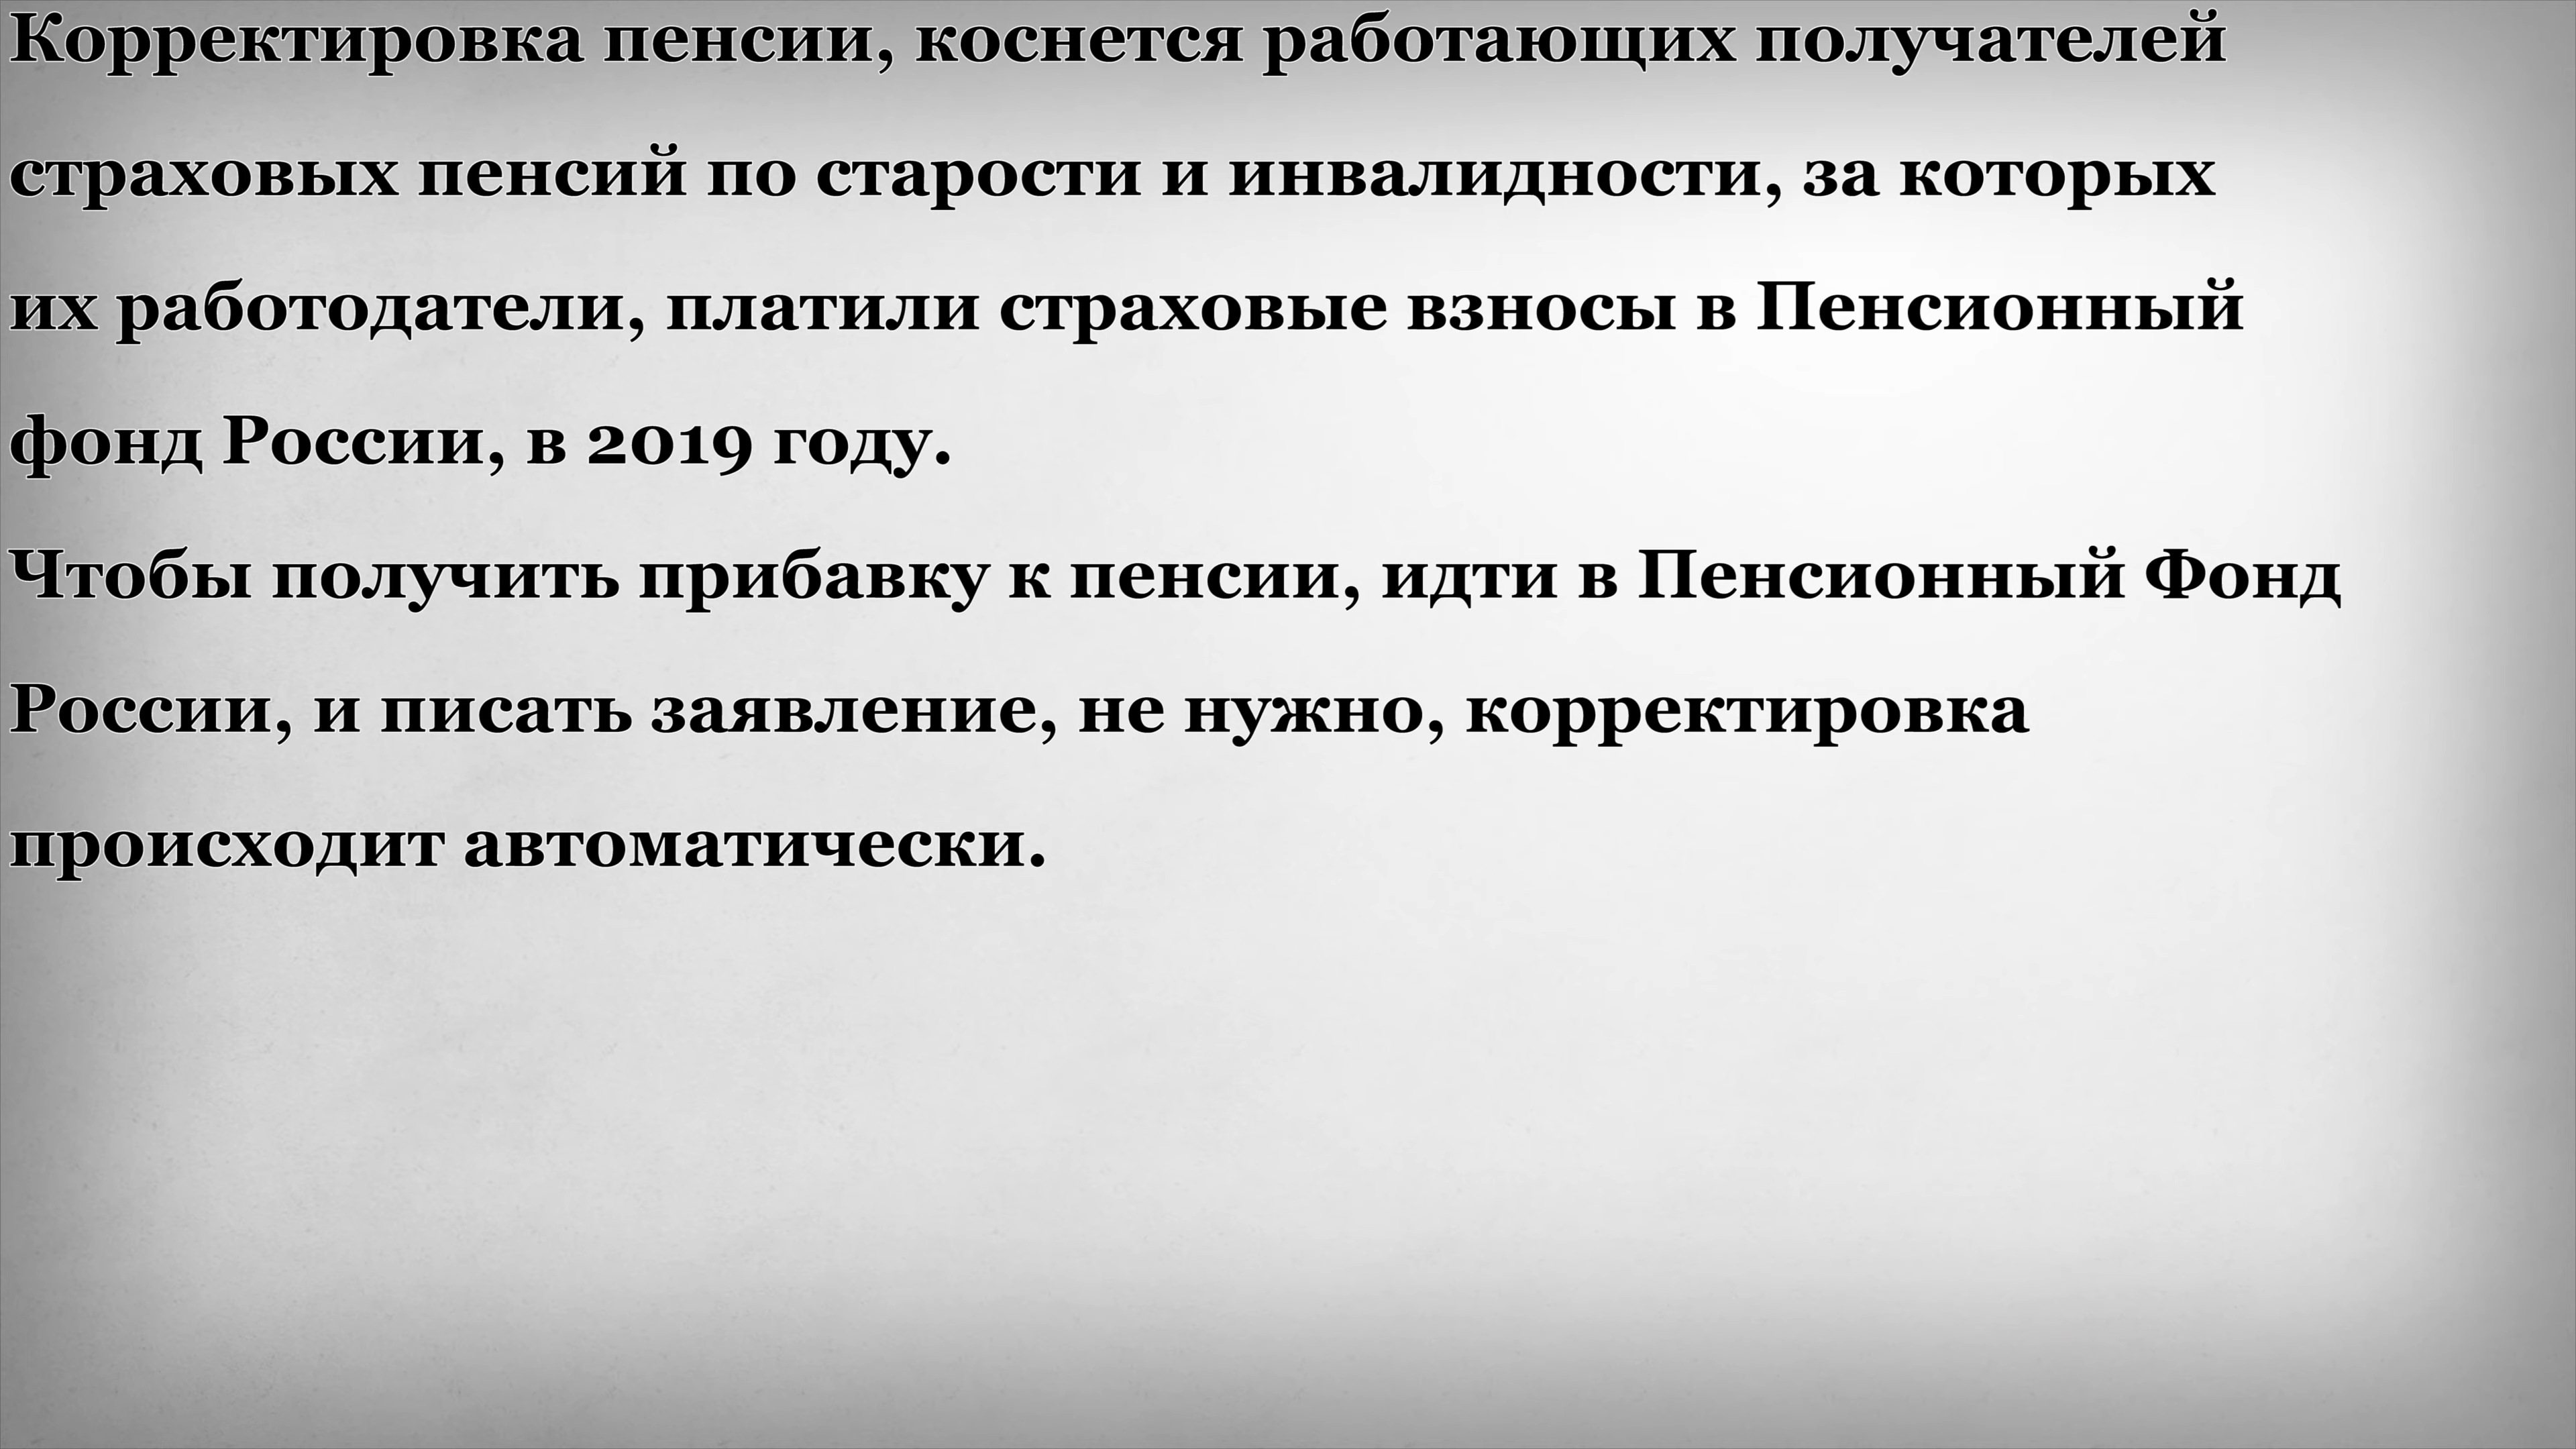 Корректировка пенсии, коснется работающих получателей
страховых пенсий по старости и инвалидности, за которых
их работодатели, платили страховые взносы в Пенсионный
фонд России, в 2019 году.
Чтобы получить прибавку к пенсии, идти в Пенсионный Фонд
России, и писать заявление, не нужно, корректировка
происходит автоматически.